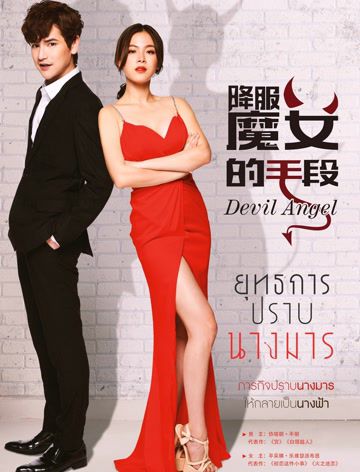 降服
魔女
的手段
Devil Angel
ยุทธการ
ปราบ
นางมาร
ภารกิจปราบนางมาร
ให้กลายเป็นนางฟ้า